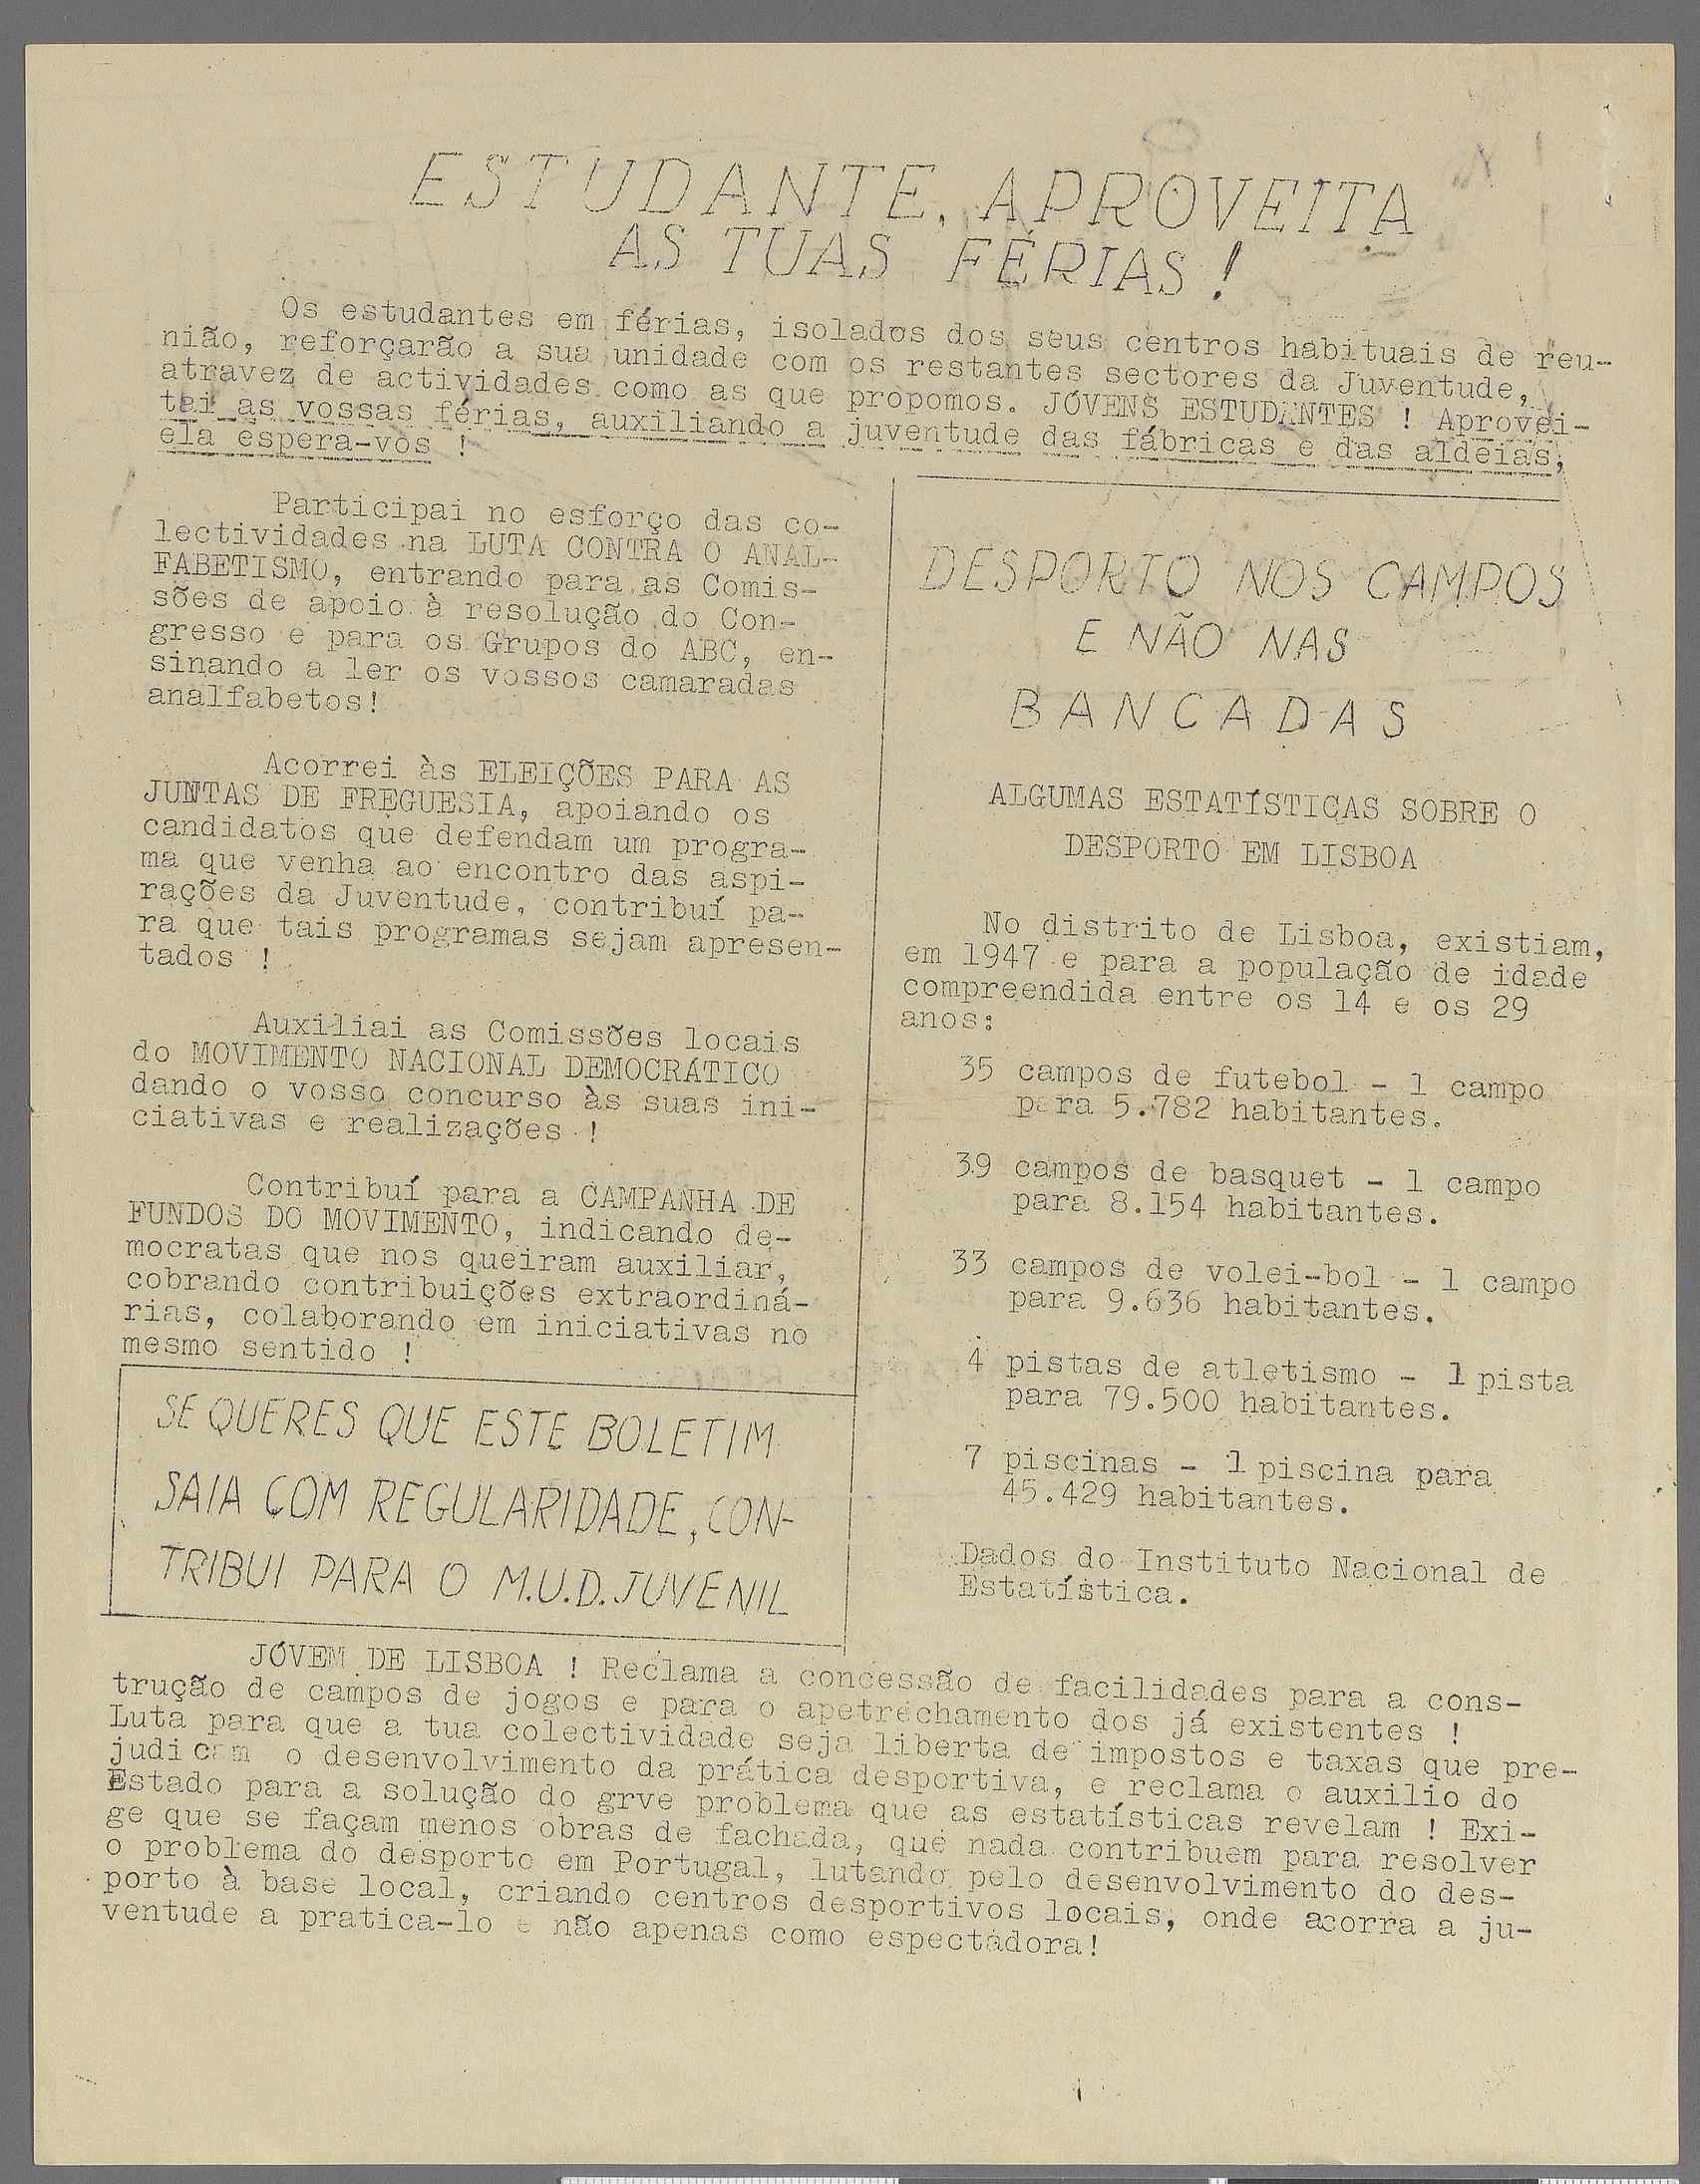 ESTUDANTE, APROVEITA
AS TUAS FÉRIAS !
Os estudantes em férias, isolados dos seus centros habituais de reu-
nião, reforçarão a sua unidade com os restantes sectores da Juventude,
atravez de actividades como as que propomos. JÓVENS ESTUDANTES ! Aprovei-
tai as vossas férias, auxiliando a juventude das fábricas e das aldeias,
ela espera-vos !
Participai no esforço das co-
lectividades na LUTA CONTRA O ANAL-
FABETISMO, entrando para as Comis-
sões de apoio à resolução do Con-
gresso e para os Grupos do ABC, en-
sinando a ler os vossos camaradas
analfabetos!
Acorrei às ELEIÇÕES PARA AS
JUNTAS DE FREGUESIA, apoiando os
candidatos que defendam um progra-
ma que venha ao encontro das aspi-
rações da Juventude, contribuí pa-
ra que tais programas sejam apresen-
tados !
Auxiliai as Comissões locais
do MOVIMENTO NACIONAL DEMOCRÁTICO
dando o vosso concurso às suas ini-
ciativas e realizações !
Contribuí para a CAMPANHA DE
FUNDOS DO MOVIMENTO, indicando de-
mocratas que nos queiram auxiliar,
cobrando contribuições extraordiná-
rias, colaborando em iniciativas no
mesmo sentido !
SE QUERES QUE ESTE BOLETIM
SAIA COM REGULARIDADE, CON-
TRIBUI PARA O M.U.D. JUVENIL
DESPORTO NOS CAMPOS
E NÃO NAS
BANCADAS
ALGUMAS ESTATÍSTICAS SOBRE O
DESPORTO EM LISBOA
No distrito de Lisboa, existiam,
em 1947 e para a população de idade
compreendida entre os 14 e os 29
anos:
35 campos de futebol - 1 campo
para 5.782 habitantes.
39 campos de basquet - 1 campo
para 8.154 habitantes.
33 campos de volei-bol - 1 campo
para 9.636 habitantes.
4 pistas de atletismo - 1 pista
para 79.500 habitantes.
7 piscinas - 1 piscina para
45.429 habitantes.
Dados do Instituto Nacional de
Estatística.
JÓVEM DE LISBOA ! Reclama a concessão de facilidades para a cons-
trução de campos de jogos e para o apetrechamento dos já existentes !
Luta para que a tua colectividade seja liberta de impostos e taxas que pre-
judicam o desenvolvimento da prática desportiva, e reclama o auxilio do
Estado para a solução do grve problema que as estatísticas revelam ! Exi-
ge que se façam menos obras de fachada, que nada contribuem para resolver
o problema do desporto em Portugal, lutando pelo desenvolvimento do des-
porto à base local, criando centros desportivos locais, onde acorra a ju-
ventude a pratica-lo e não apenas como espectadora!